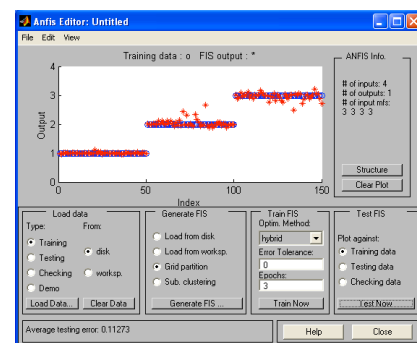 Anfis Editor: Untitled
File Edit View
Training data : o FIS output : *
4
3
2
1
0
Output
0 50 100 150
Index
ANFIS Info.
# of inputs: 4
# of outputs: 1
# of input mfs:
3 3 3 3
Structure
Clear Plot
Load data
Type: From:
Training
Testing
Checking
Demo
disk
worksp.
Load Data... Clear Data
Generate FIS
Load from disk
Load from worksp.
Grid partition
Sub. clustering
Generate FIS ...
Train FIS
Optim. Method:
hybrid
Error Tolerance:
0
Epochs:
3
Train Now
Test FIS
Plot against:
Training data
Testing data
Checking data
Test Now
Average testing error: 0.11273
Help Close